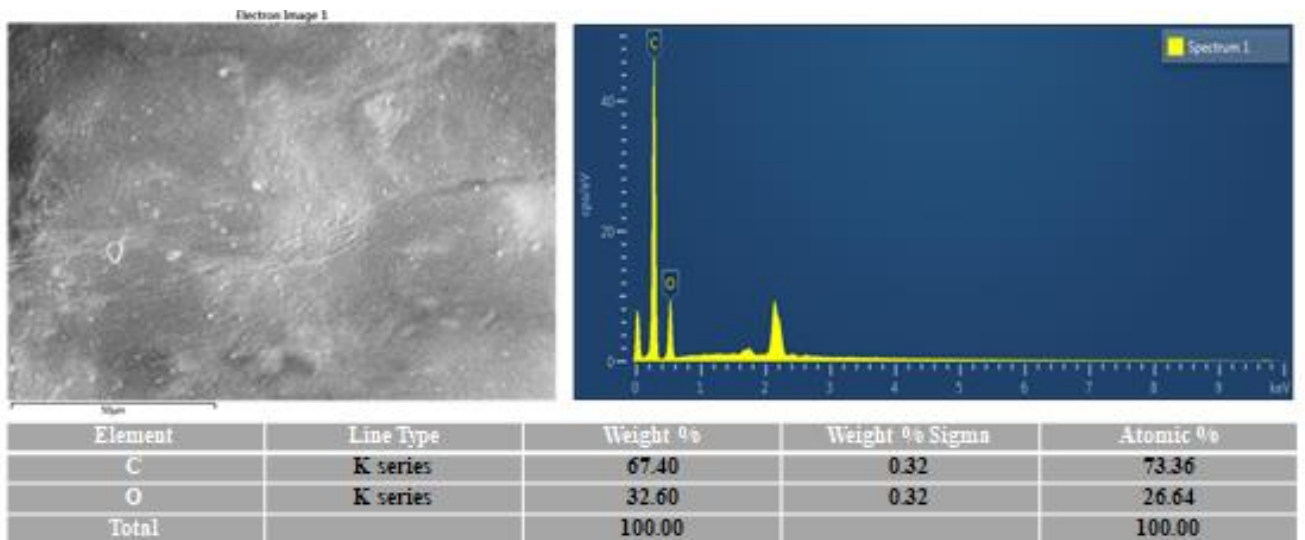 Electron Image 1
50µm
C
O
Spectrum 1
40
20
0
cps/eV
0 1 2 3 4 5 6 7 8 9 keV
Element Line Type Weight % Weight % Sigma Atomic %
C K series 67.40 0.32 73.36
O K series 32.60 0.32 26.64
Total 100.00 100.00